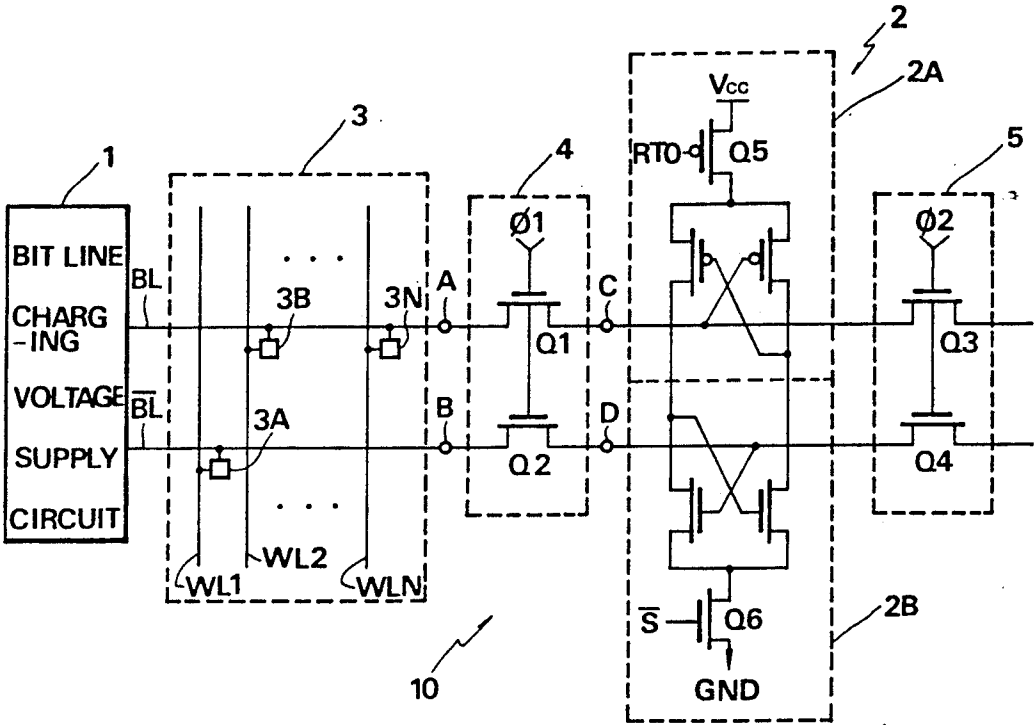 2
2A
Vcc
3
4
5
RTO
Q5
1
Ø1
Ø2
BIT LINE
. . .
BL
3B
3N
A
C
CHARG
-ING
Q1
Q3
VOLTAGE
B̅L̅
3A
B
D
SUPPLY
Q2
Q4
CIRCUIT
. . .
WL1
WL2
WLN
S̅
Q6
2B
10
GND